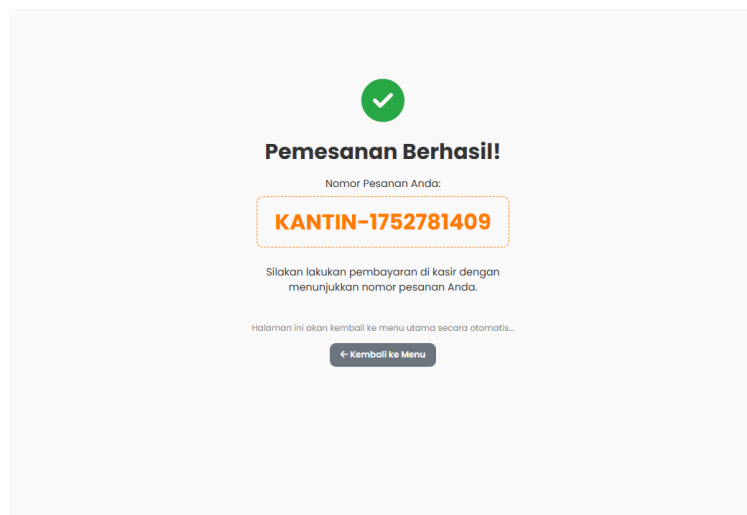 Pemesanan Berhasil!
Nomor Pesanan Anda:
KANTIN-1752781409
Silakan lakukan pembayaran di kasir dengan
menunjukkan nomor pesanan Anda.
Halaman ini akan kembali ke menu utama secara otomatis...
← Kembali ke Menu